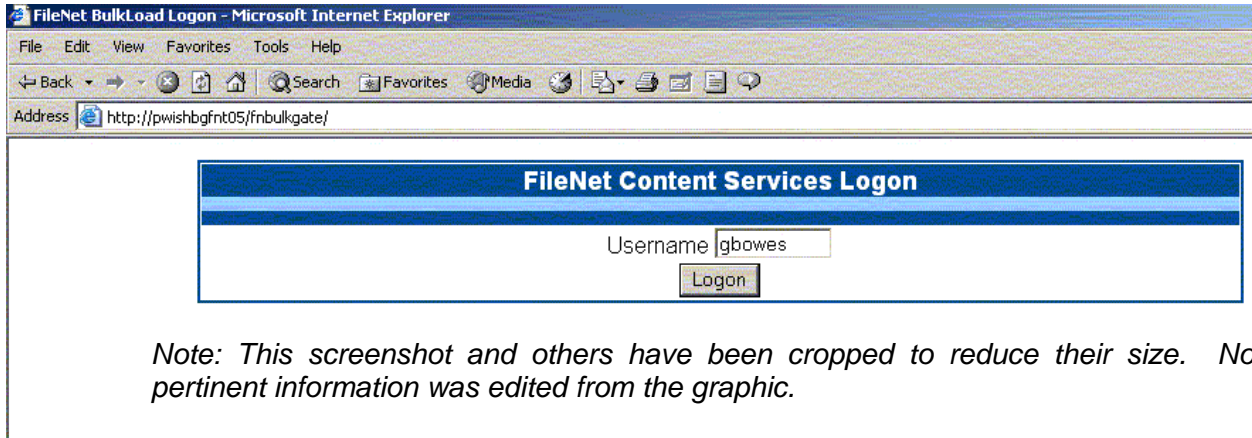 FileNet BulkLoad Logon - Microsoft Internet Explorer
File Edit View Favorites Tools Help
Back Search Favorites Media
Address http://pwishbgfnt05/fnbulkgate/
FileNet Content Services Logon
Username gbowes
Logon
Note: This screenshot and others have been cropped to reduce their size. No
pertinent information was edited from the graphic.